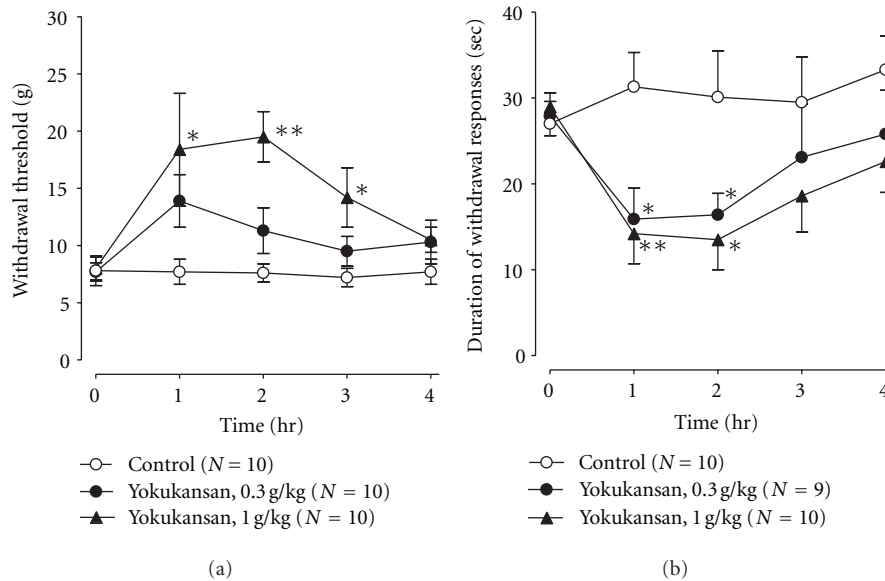 30
25
20
15
10
5
0
Withdrawal threshold (g)
*
**
*
0 1 2 3 4
Time (hr)
Control (N = 10)
Yokukansan, 0.3 g/kg (N = 10)
Yokukansan, 1 g/kg (N = 10)
(a)
40
30
20
10
0
Duration of withdrawal responses (sec)
*
*
**
*
0 1 2 3 4
Time (hr)
Control (N = 10)
Yokukansan, 0.3 g/kg (N = 9)
Yokukansan, 1 g/kg (N = 10)
(b)